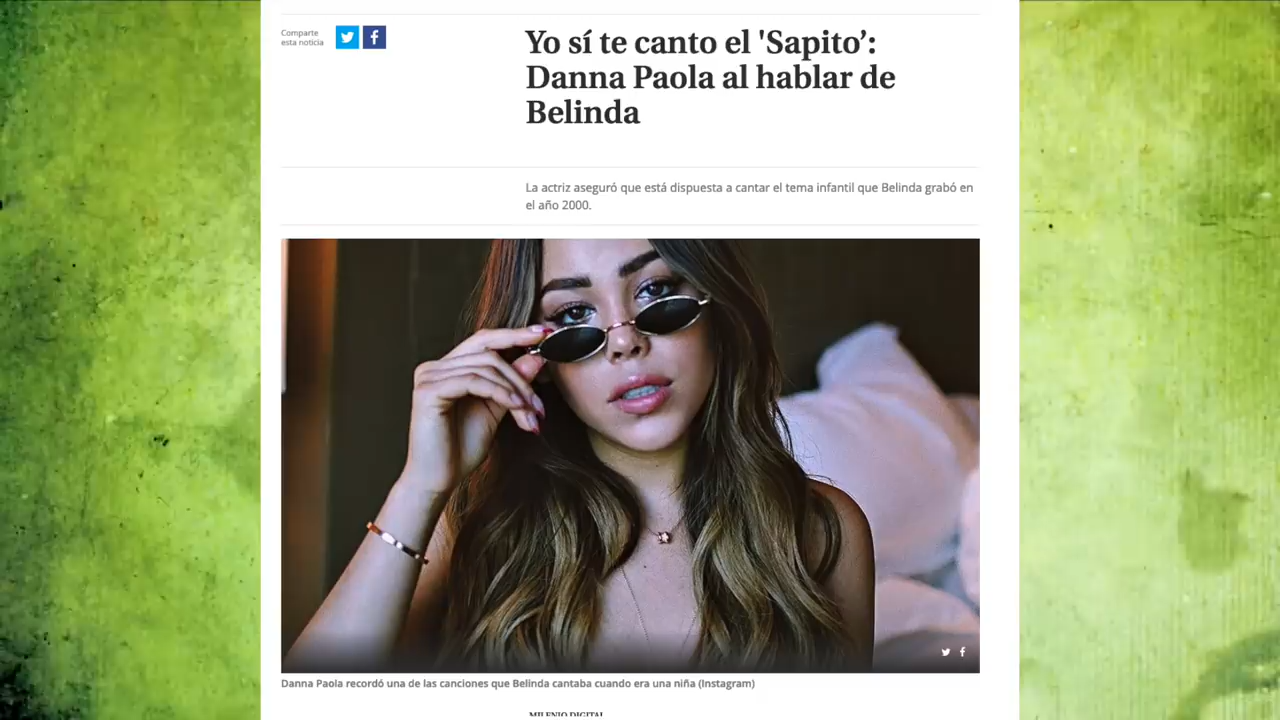 Comparte
esta noticia
Yo sí te canto el 'Sapito’:
Danna Paola al hablar de
Belinda
La actriz aseguró que está dispuesta a cantar el tema infantil que Belinda grabó en
el año 2000.
Danna Paola recordó una de las canciones que Belinda cantaba cuando era una niña (Instagram)
MILENIO DIGITAL